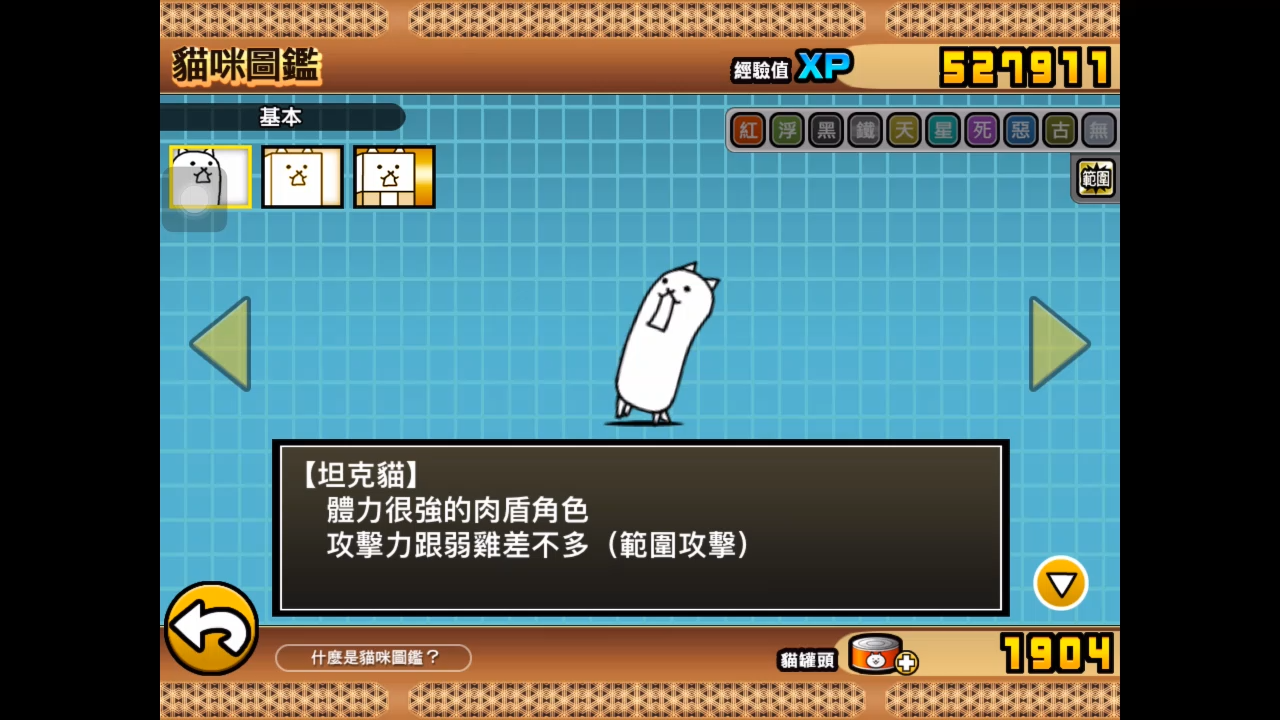 貓咪圖鑑
經驗值 XP 527911
基本
紅 浮 黑 鐵 天 星 死 惡 古 無
範圍
【坦克貓】
體力很強的肉盾角色
攻擊力跟弱雞差不多（範圍攻擊）
什麼是貓咪圖鑑？
貓罐頭 1904